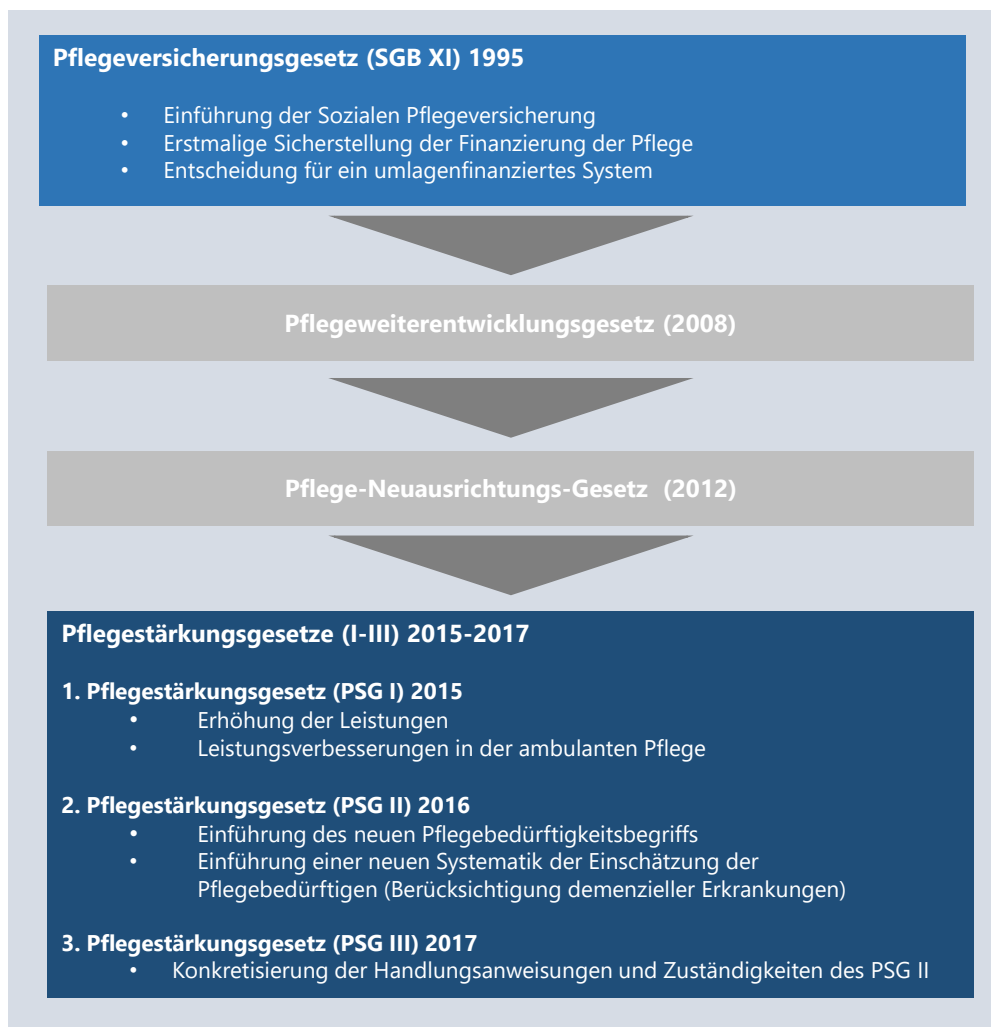 Pflegeversicherungsgesetz (SGB XI) 1995
• Einführung der Sozialen Pflegeversicherung
• Erstmalige Sicherstellung der Finanzierung der Pflege
• Entscheidung für ein umlagenfinanziertes System
Pflegeweiterentwicklungsgesetz (2008)
Pflege-Neuausrichtungs-Gesetz (2012)
Pflegestärkungsgesetze (I-III) 2015-2017
1. Pflegestärkungsgesetz (PSG I) 2015
• Erhöhung der Leistungen
• Leistungsverbesserungen in der ambulanten Pflege
2. Pflegestärkungsgesetz (PSG II) 2016
• Einführung des neuen Pflegebedürftigkeitsbegriffs
• Einführung einer neuen Systematik der Einschätzung der
Pflegebedürftigen (Berücksichtigung demenzieller Erkrankungen)
3. Pflegestärkungsgesetz (PSG III) 2017
• Konkretisierung der Handlungsanweisungen und Zuständigkeiten des PSG II